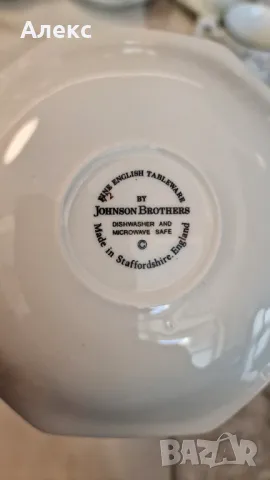 Алекс
FINE ENGLISH TABLEWARE
BY
JOHNSON BROTHERS
DISHWASHER AND
MICROWAVE SAFE
©
Made in Staffordshire, England
BAZAR